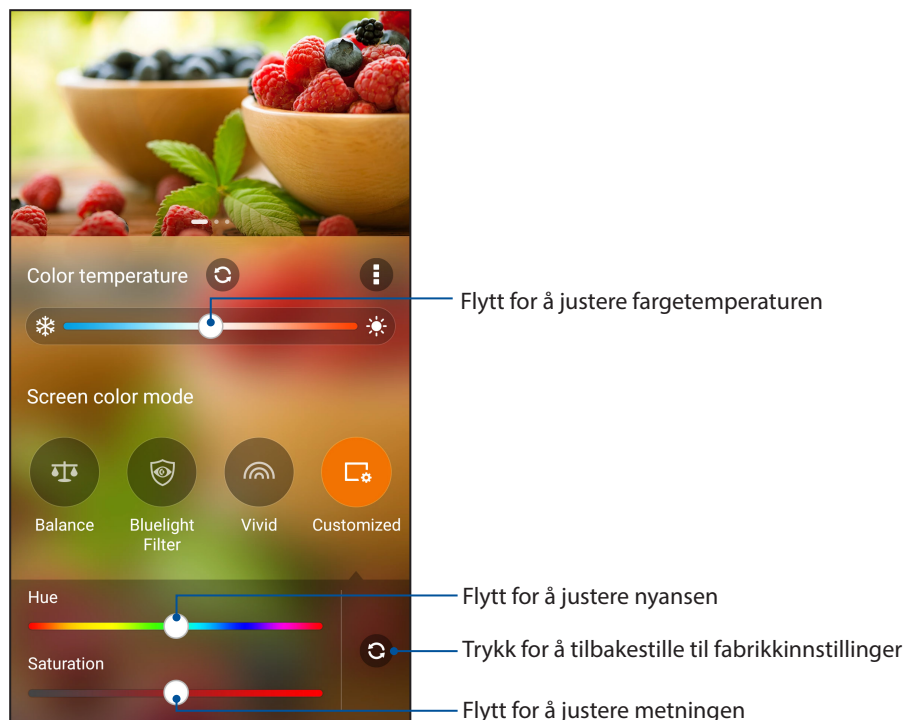 Color temperature
Flytt for å justere fargetemperaturen
Screen color mode
Balance
Bluelight
Filter
Vivid
Customized
Hue
Flytt for å justere nyansen
Trykk for å tilbakestille til fabrikkinnstillinger
Saturation
Flytt for å justere metningen